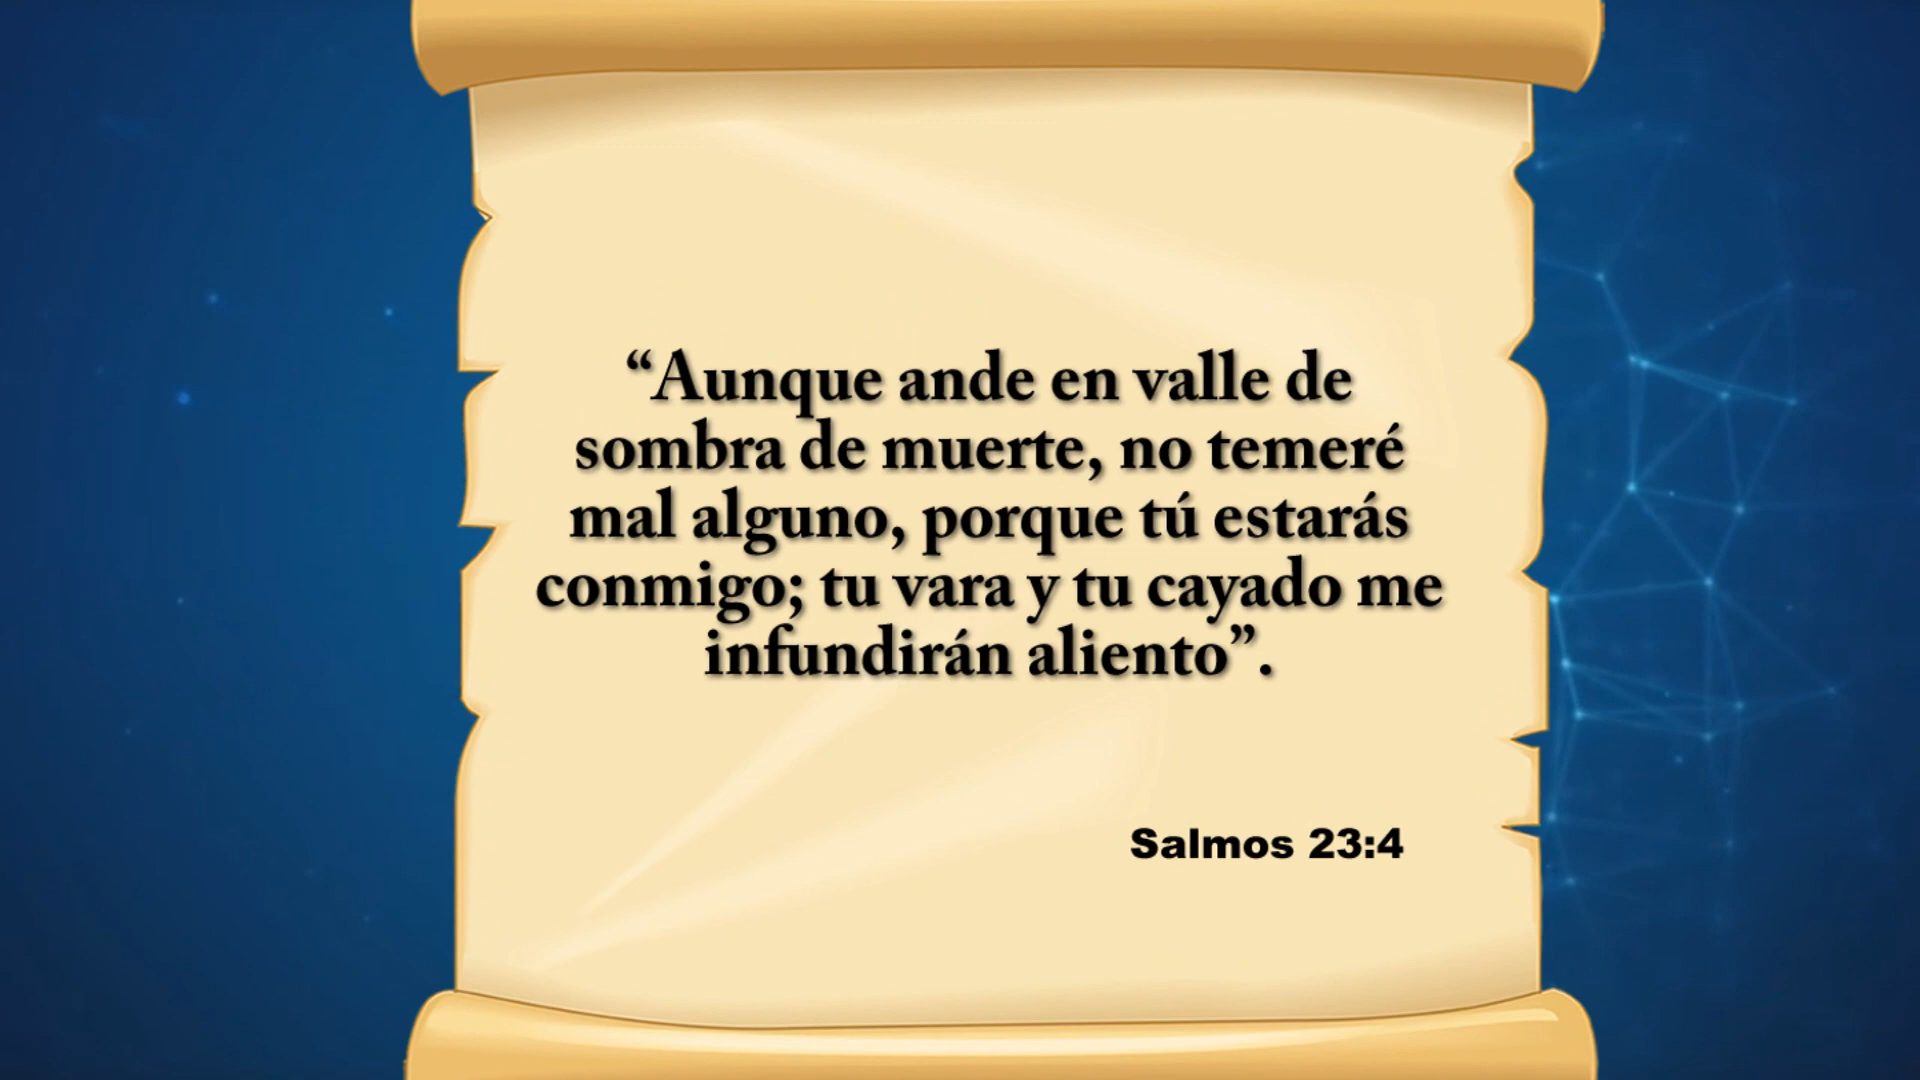 “Aunque ande en valle de
sombra de muerte, no temeré
mal alguno, porque tú estarás
conmigo; tu vara y tu cayado me
infundirán aliento”.
Salmos 23:4